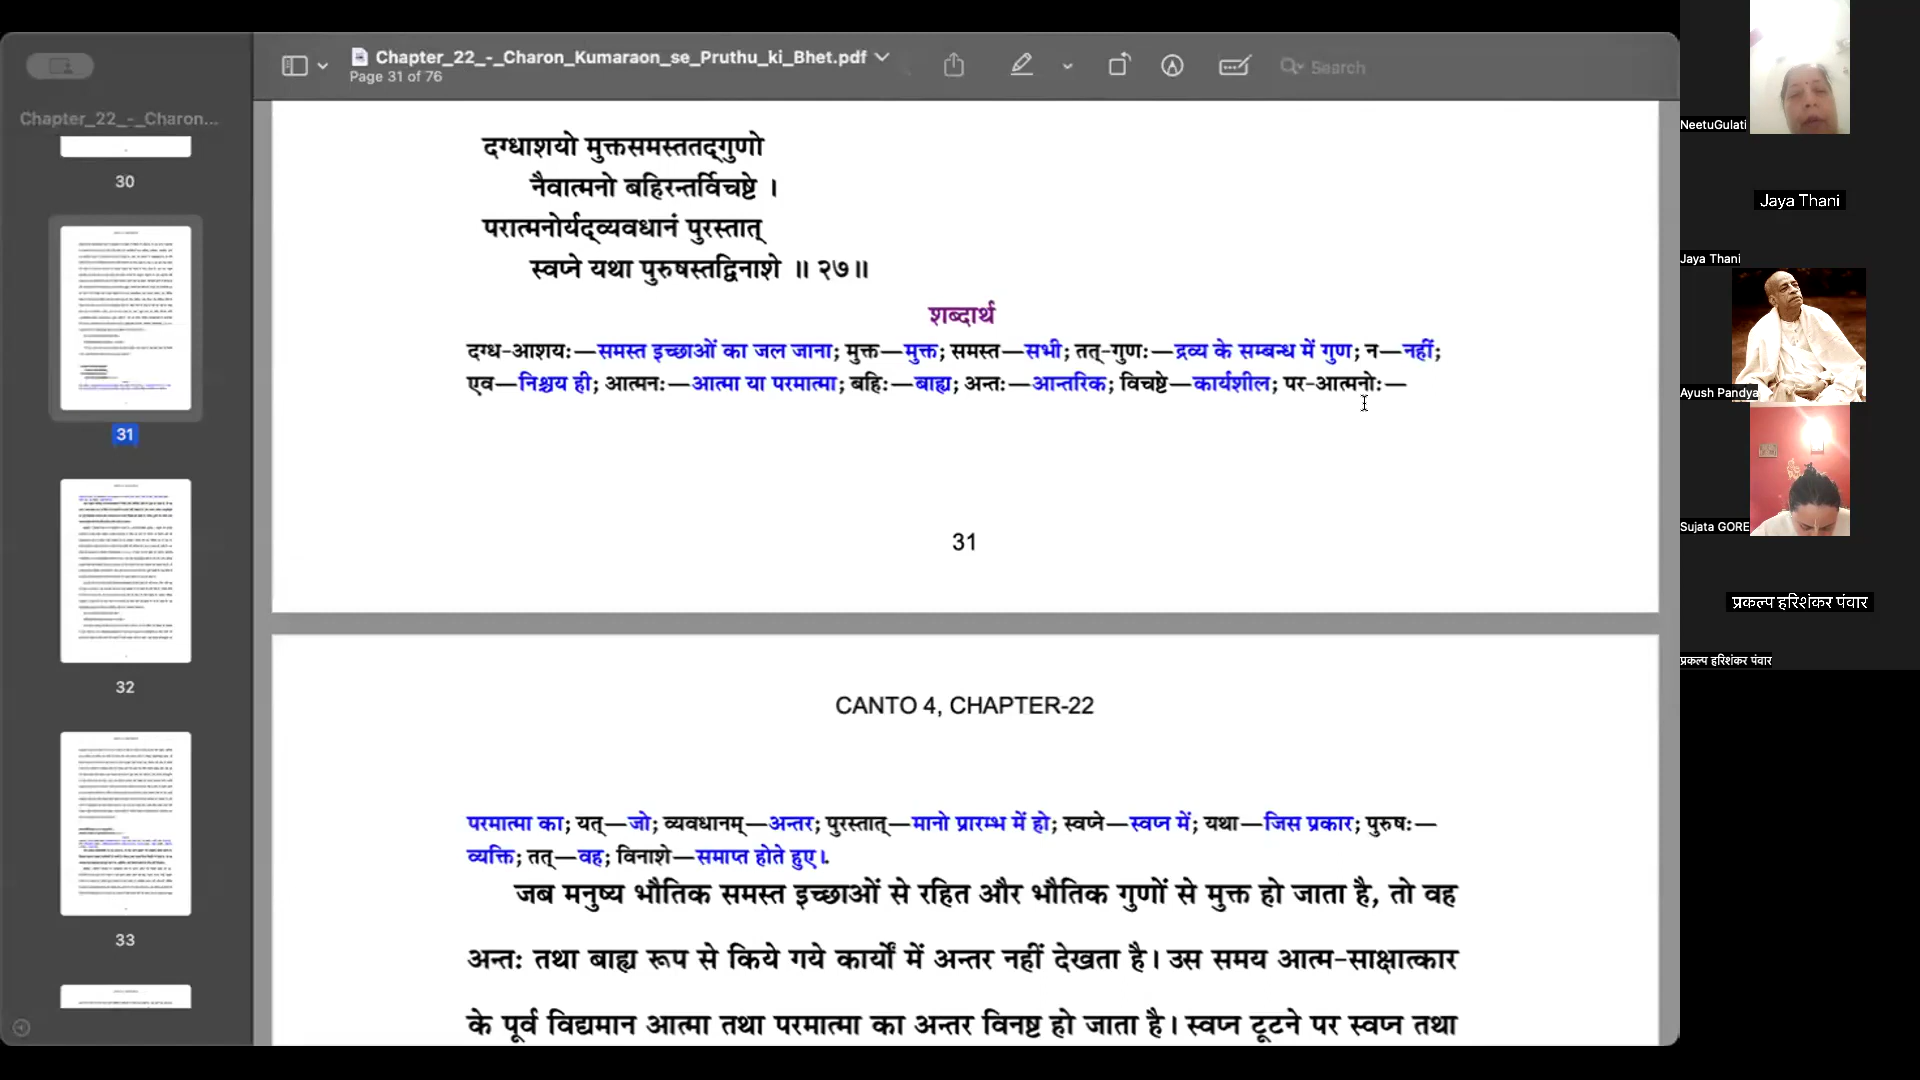 Chapter_22_-_Charon_Kumaraon_se_Pruthu_ki_Bhet.pdf
Page 31 of 76
Search
Chapter_22_-_Charon...
30
31
32
33
दग्धाशयो मुक्तसमस्ततद्गुणो
नैवात्मनो बहिरन्तर्विचष्टे ।
परात्मनोर्यद्व्यवधानं पुरस्तात्
स्वप्ने यथा पुरुषस्तद्विनाशे ॥ २७॥
शब्दार्थ
दग्ध-आशयः—समस्त इच्छाओं का जल जाना; मुक्त—मुक्त; समस्त—सभी; तत्-गुणः—द्रव्य के सम्बन्ध में गुण; न—नहीं;
एव—निश्चय ही; आत्मनः—आत्मा या परमात्मा; बहिः—बाह्य; अन्तः—आन्तरिक; विचष्टे—कार्यशील; पर-आत्मनोः—
31
CANTO 4, CHAPTER-22
परमात्मा का; यत्—जो; व्यवधानम्—अन्तर; पुरस्तात्—मानो प्रारम्भ में हो; स्वप्ने—स्वप्न में; यथा—जिस प्रकार; पुरुषः—
व्यक्ति; तत्—वह; विनाशे—समाप्त होते हुए।
जब मनुष्य भौतिक समस्त इच्छाओं से रहित और भौतिक गुणों से मुक्त हो जाता है, तो वह
अन्तः तथा बाह्य रूप से किये गये कार्यों में अन्तर नहीं देखता है। उस समय आत्म-साक्षात्कार
के पूर्व विद्यमान आत्मा तथा परमात्मा का अन्तर विनष्ट हो जाता है। स्वप्न टूटने पर स्वप्न तथा
NeetuGulati
Jaya Thani
Jaya Thani
Ayush Pandya
Sujata GORE
प्रकल्प हरिशंकर पंवार
प्रकल्प हरिशंकर पंवार